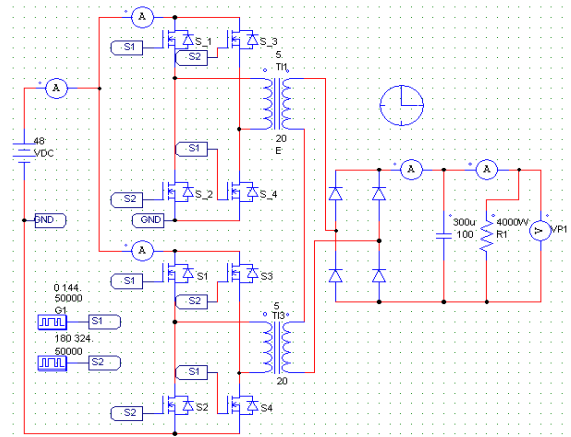 A
S1
S_1
S2
S_3
5
TI1
A
48
VDC
S1
20
E
A
A
S2
S_2
S_4
GND
GND
300u
100
4000W
R1
V
VP1
A
S1
S1
S2
S3
0 144.
50000
G1
S1
5
TI3
180 324.
50000
S2
S1
20
S2
S2
S4